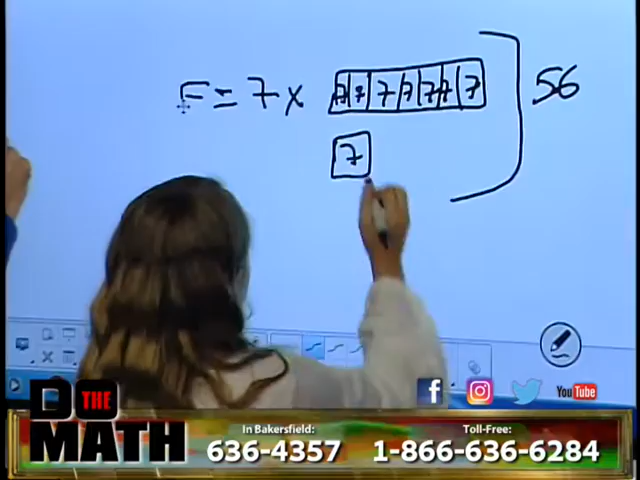 F = 7 x 7 7 7 7 7 7 7 56
7
f YouTube
DO THE MATH
In Bakersfield: 636-4357
Toll-Free: 1-866-636-6284